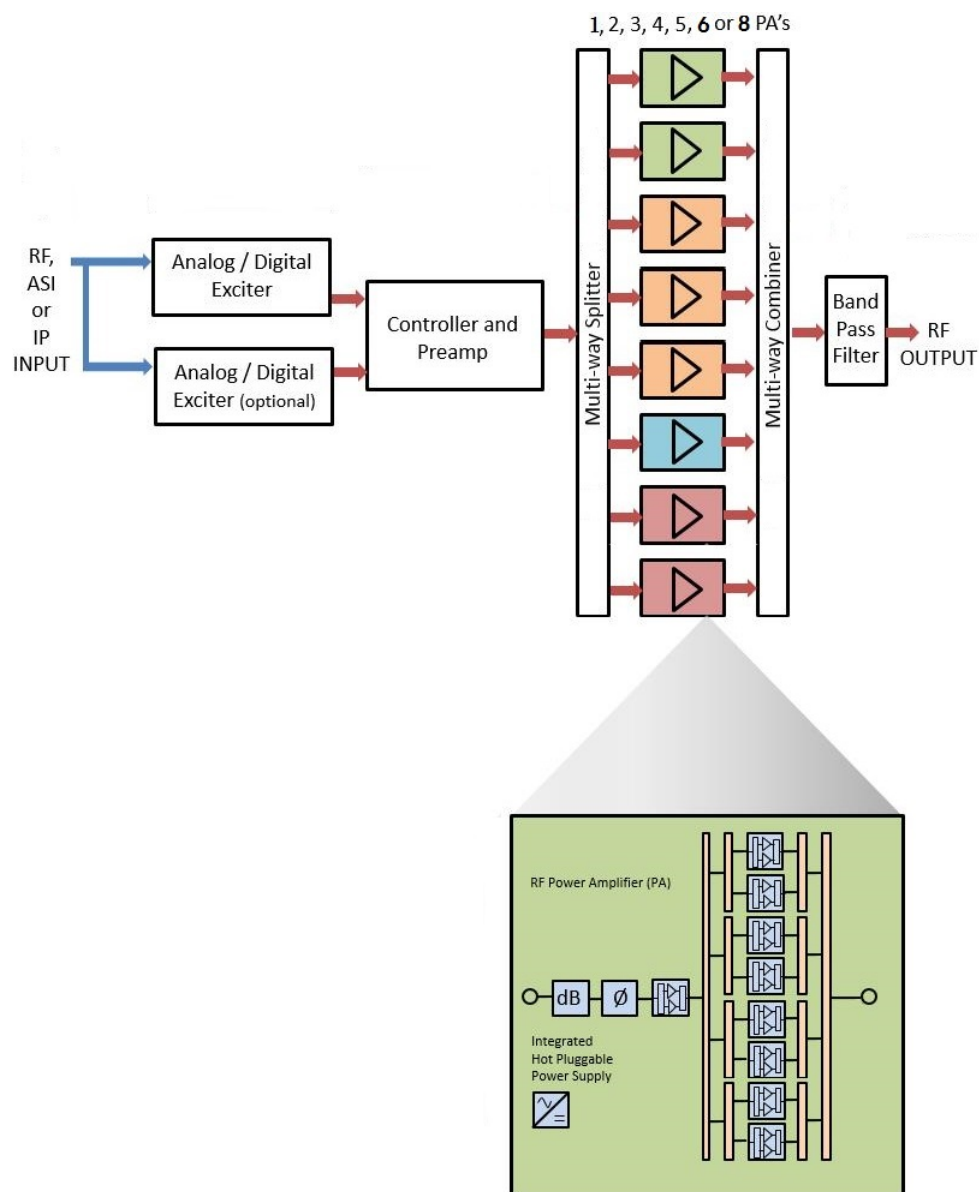 1, 2, 3, 4, 5, 6 or 8 PA's
RF,
ASI
or
IP
INPUT
Analog / Digital
Exciter
Analog / Digital
Exciter (optional)
Controller and
Preamp
Multi-way Splitter
Multi-way Combiner
Band
Pass
Filter
RF
OUTPUT
RF Power Amplifier (PA)
dB
Ø
Integrated
Hot Pluggable
Power Supply